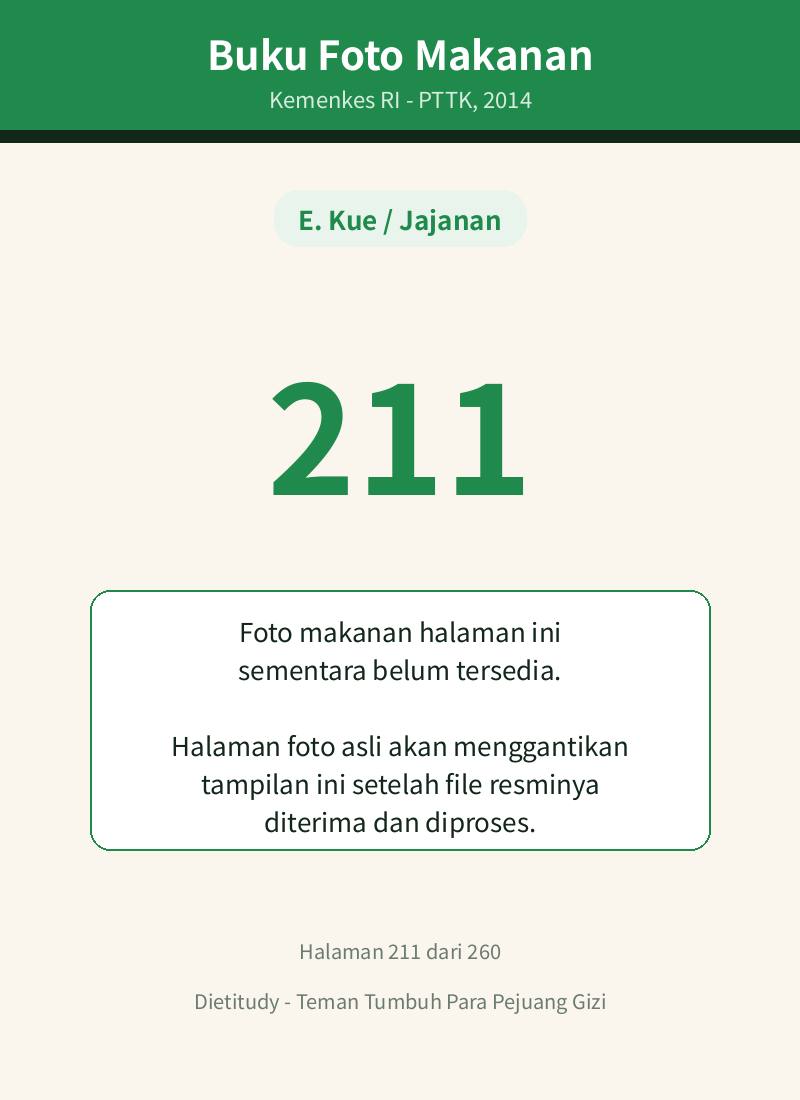 Buku Foto Makanan
Kemenkes RI - PTTK, 2014
E. Kue / Jajanan
211
Foto makanan halaman ini
sementara belum tersedia.
Halaman foto asli akan menggantikan
tampilan ini setelah file resminya
diterima dan diproses.
Halaman 211 dari 260
Dietitudy - Teman Tumbuh Para Pejuang Gizi